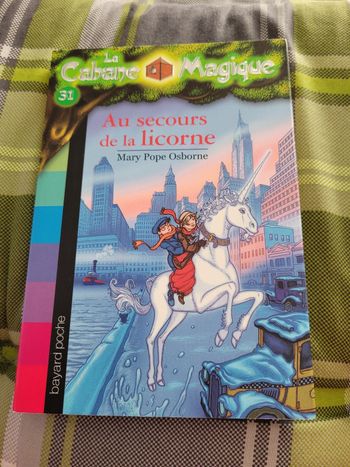 La
Cabane Magique
31
Au secours
de la licorne
Mary Pope Osborne
bayard poche